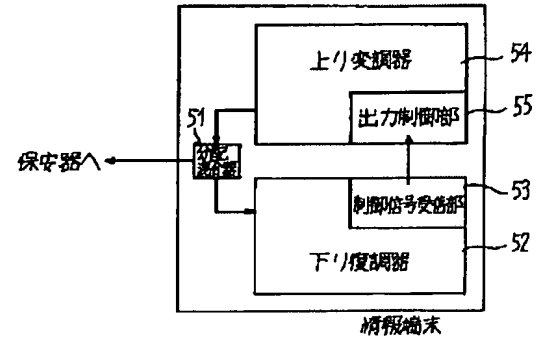 上り変調器
54
出力制御部
55
51
分配
混合器
保安器へ
制御信号受信部
53
下り復調器
52
情報端末